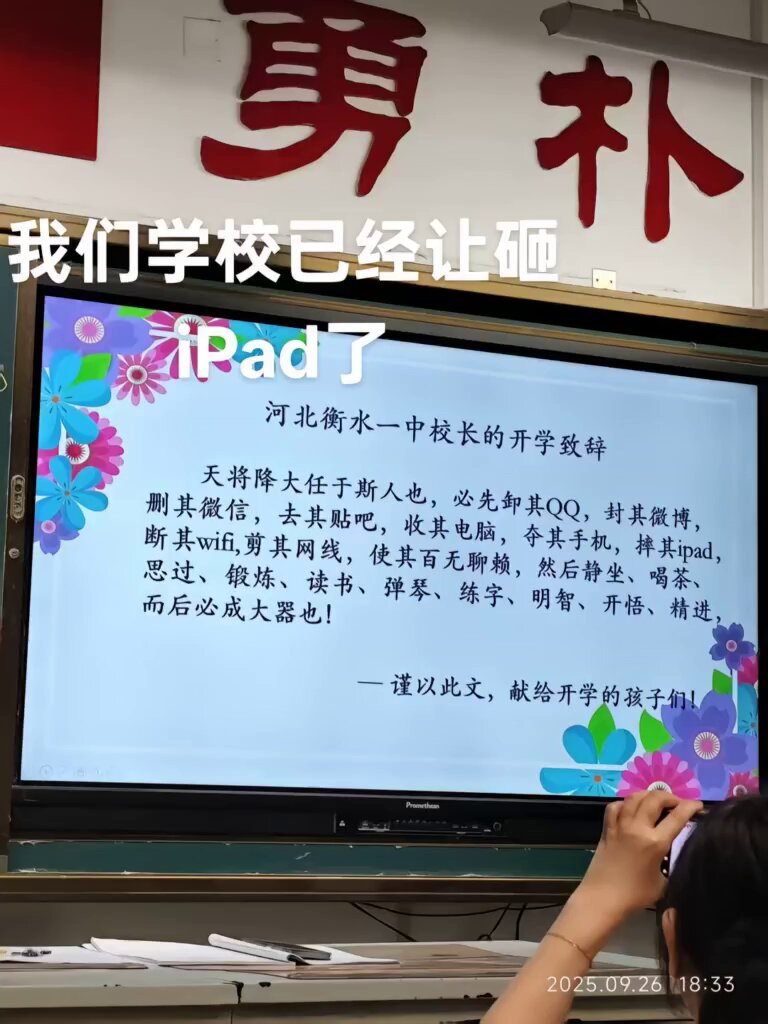 勇 朴
我们学校已经让砸
iPad了
河北衡水一中校长的开学致辞
天将降大任于斯人也，必先卸其QQ，封其微博，
删其微信，去其贴吧，收其电脑，夺其手机，摔其ipad，
断其wifi,剪其网线，使其百无聊赖，然后静坐、喝茶、
思过、锻炼、读书、弹琴、练字、明智、开悟、精进，
而后必成大器也！
— 谨以此文，献给开学的孩子们！
Promethean
2025.09.26 18:33